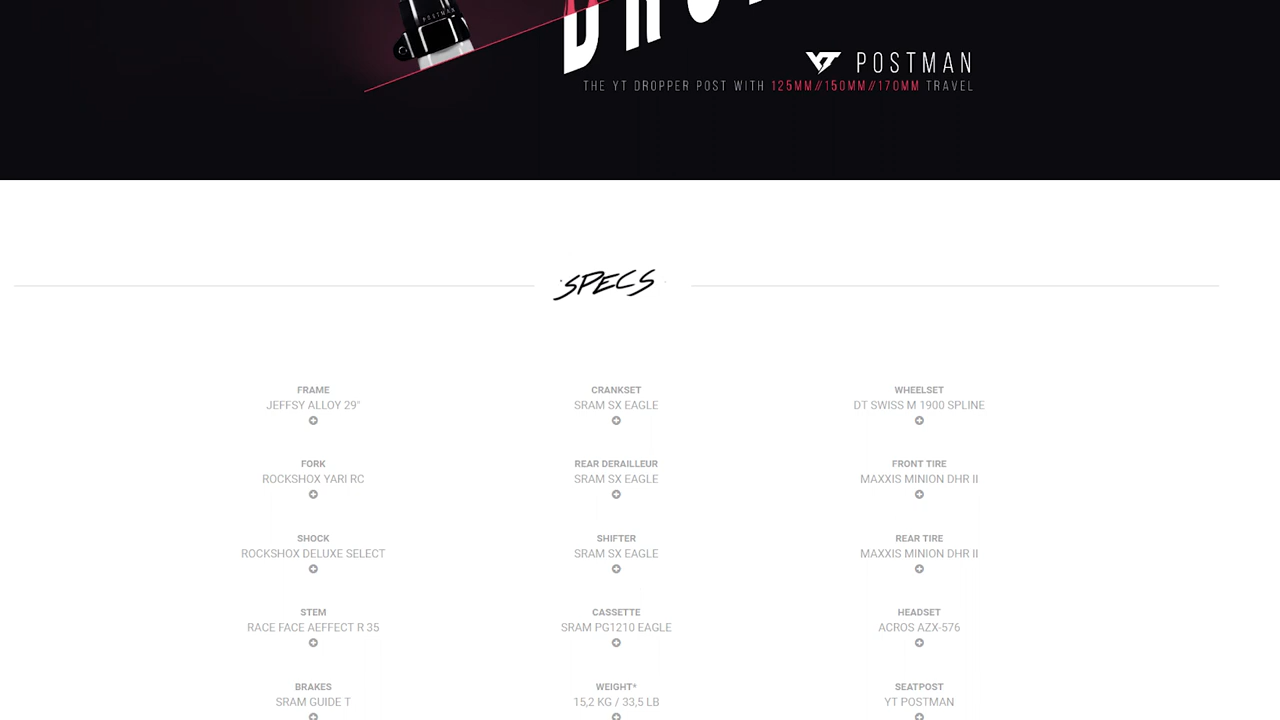 POSTMAN
DRO
YT POSTMAN
THE YT DROPPER POST WITH 125MM//150MM//170MM TRAVEL
SPECS
FRAME
JEFFSY ALLOY 29"
CRANKSET
SRAM SX EAGLE
WHEELSET
DT SWISS M 1900 SPLINE
FORK
ROCKSHOX YARI RC
REAR DERAILLEUR
SRAM SX EAGLE
FRONT TIRE
MAXXIS MINION DHR II
SHOCK
ROCKSHOX DELUXE SELECT
SHIFTER
SRAM SX EAGLE
REAR TIRE
MAXXIS MINION DHR II
STEM
RACE FACE AEFFECT R 35
CASSETTE
SRAM PG1210 EAGLE
HEADSET
ACROS AZX-576
BRAKES
SRAM GUIDE T
WEIGHT*
15,2 KG / 33,5 LB
SEATPOST
YT POSTMAN